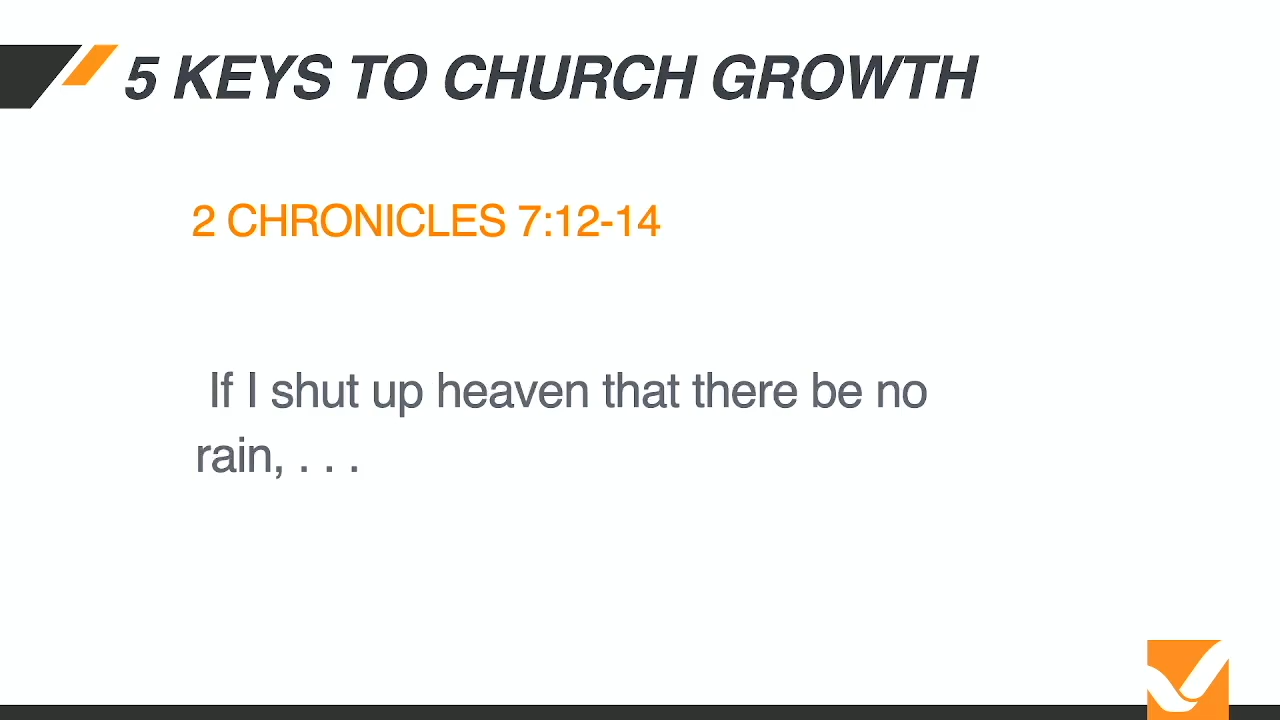 5 KEYS TO CHURCH GROWTH
2 CHRONICLES 7:12-14
If I shut up heaven that there be no
rain, . . .